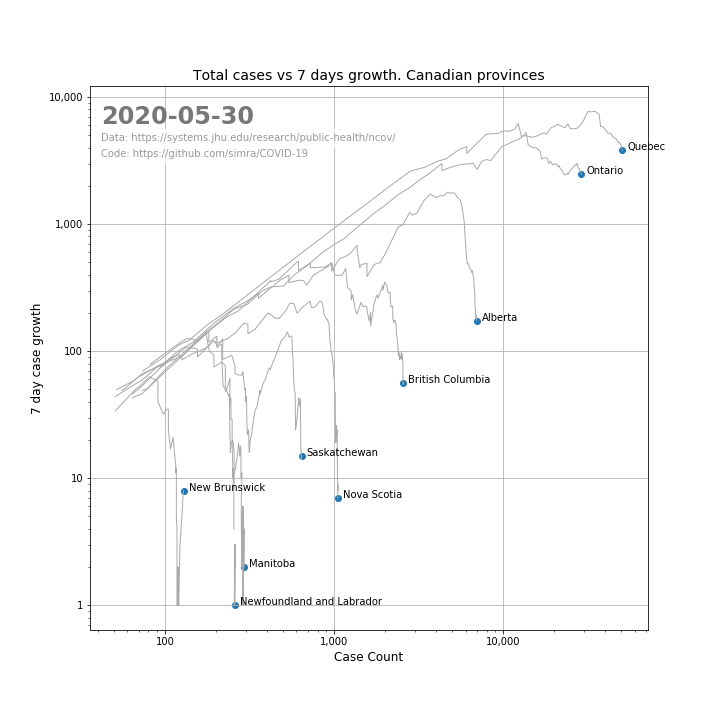 Total cases vs 7 days growth. Canadian provinces
10,000
2020-05-30
Data: https://systems.jhu.edu/research/public-health/ncov/
Code: https://github.com/simra/COVID-19
Quebec
Ontario
1,000
Alberta
7 day case growth
100
British Columbia
Saskatchewan
10
New Brunswick
Nova Scotia
Manitoba
Newfoundland and Labrador
1
100
1,000
10,000
Case Count